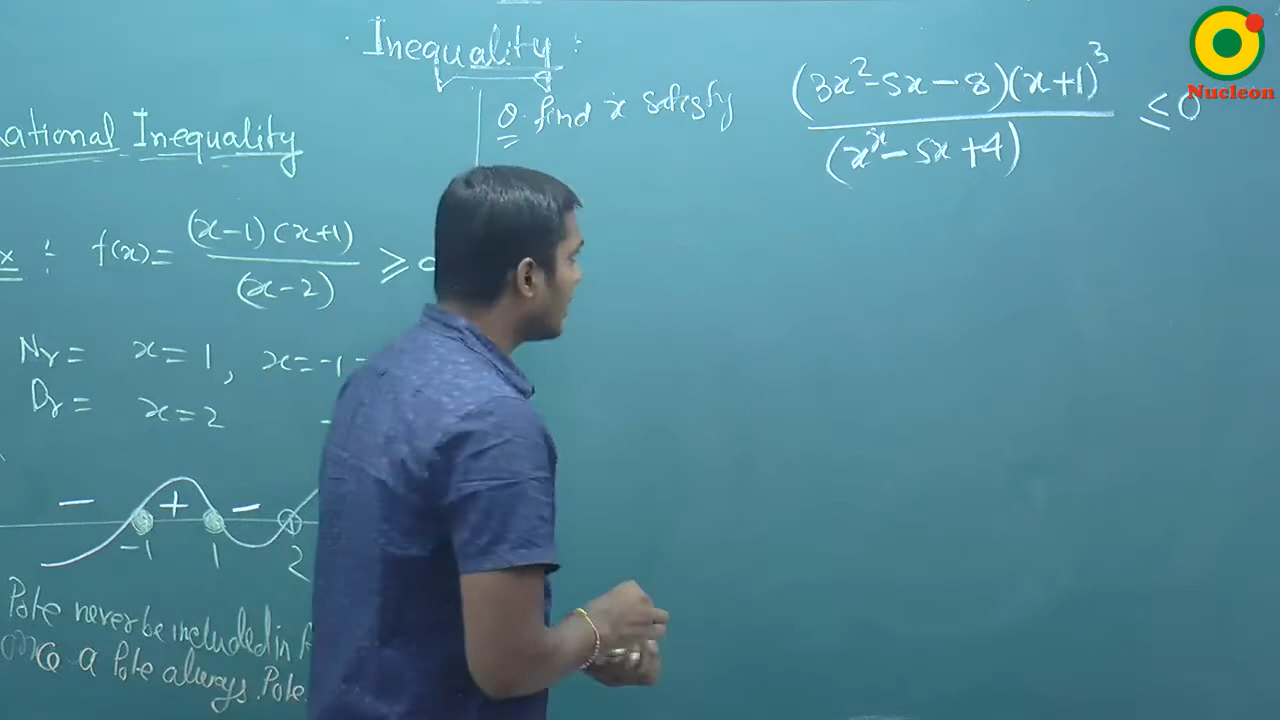 Inequality :
ational Inequality
x : f(x) = (x-1)(x+1) / (x-2) ≥ 0
Nr = x = 1, x = -1
Dr = x = 2
- + - 
-1 1 2
Pole never be included in
a Pole always Pole
Q. find x satisfy (3x²-5x-8)(x+1)³ / (x²-5x+4) ≤ 0
Nucleon